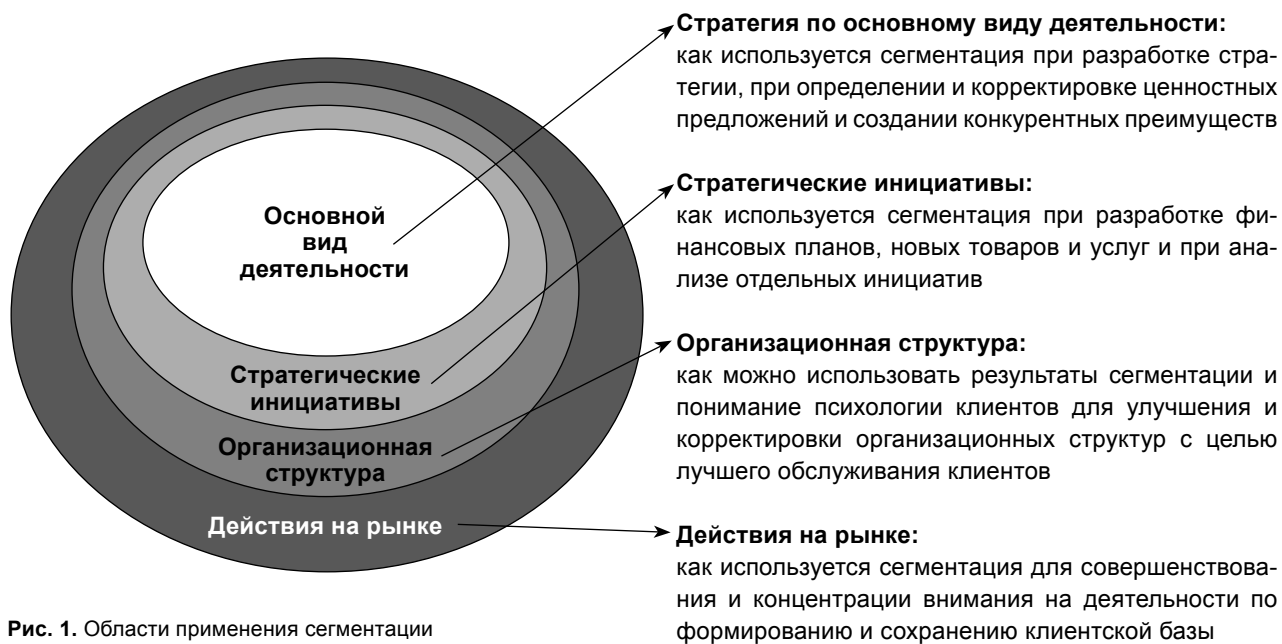 Основной
вид
деятельности
Стратегические
инициативы
Организационная
структура
Действия на рынке
Стратегия по основному виду деятельности:
как используется сегментация при разработке стра-
тегии, при определении и корректировке ценностных
предложений и создании конкурентных преимуществ
Стратегические инициативы:
как используется сегментация при разработке фи-
нансовых планов, новых товаров и услуг и при ана-
лизе отдельных инициатив
Организационная структура:
как можно использовать результаты сегментации и
понимание психологии клиентов для улучшения и
корректировки организационных структур с целью
лучшего обслуживания клиентов
Действия на рынке:
как используется сегментация для совершенствова-
ния и концентрации внимания на деятельности по
формированию и сохранению клиентской базы
Рис. 1. Области применения сегментации